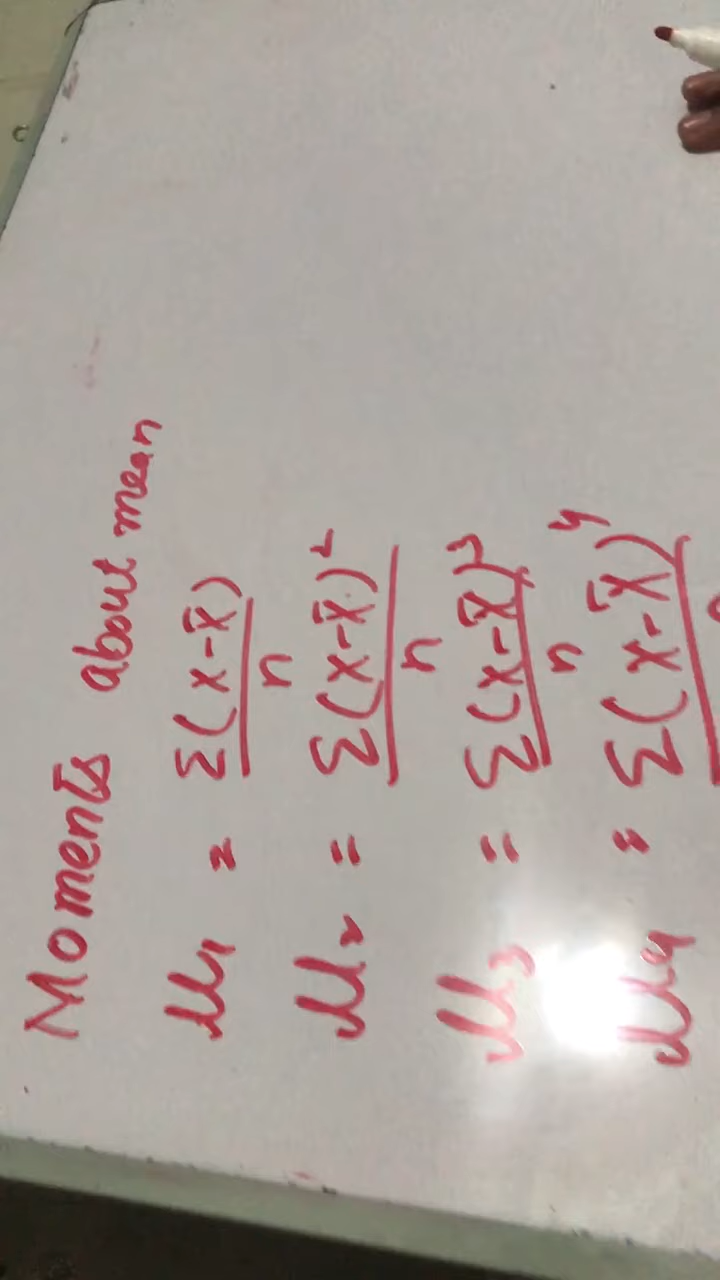 Moments about mean
μ₁ = Σ(x-x̄)
n
μ₂ = Σ(x-x̄)²
n
μ₃ = Σ(x-x̄)³
n
μ₄ = Σ(x-x̄)⁴